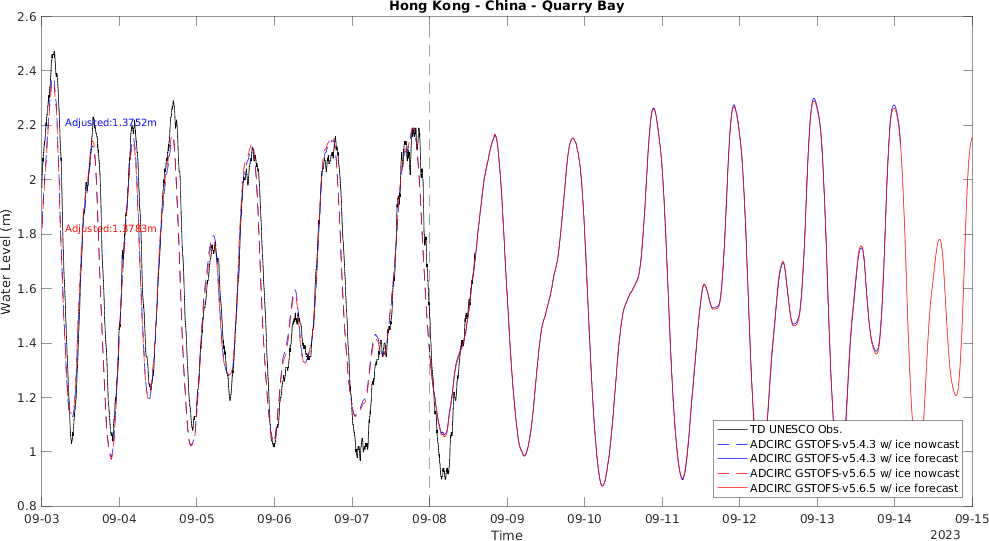 Hong Kong - China - Quarry Bay
Water Level (m)
2.6
2.4
2.2
2
1.8
1.6
1.4
1.2
1
0.8
Adjusted:1.3752m
Adjusted:1.3783m
TD UNESCO Obs.
ADCIRC GSTOFS-v5.4.3 w/ ice nowcast
ADCIRC GSTOFS-v5.4.3 w/ ice forecast
ADCIRC GSTOFS-v5.6.5 w/ ice nowcast
ADCIRC GSTOFS-v5.6.5 w/ ice forecast
09-03 09-04 09-05 09-06 09-07 09-08 09-09 09-10 09-11 09-12 09-13 09-14 09-15
Time
2023